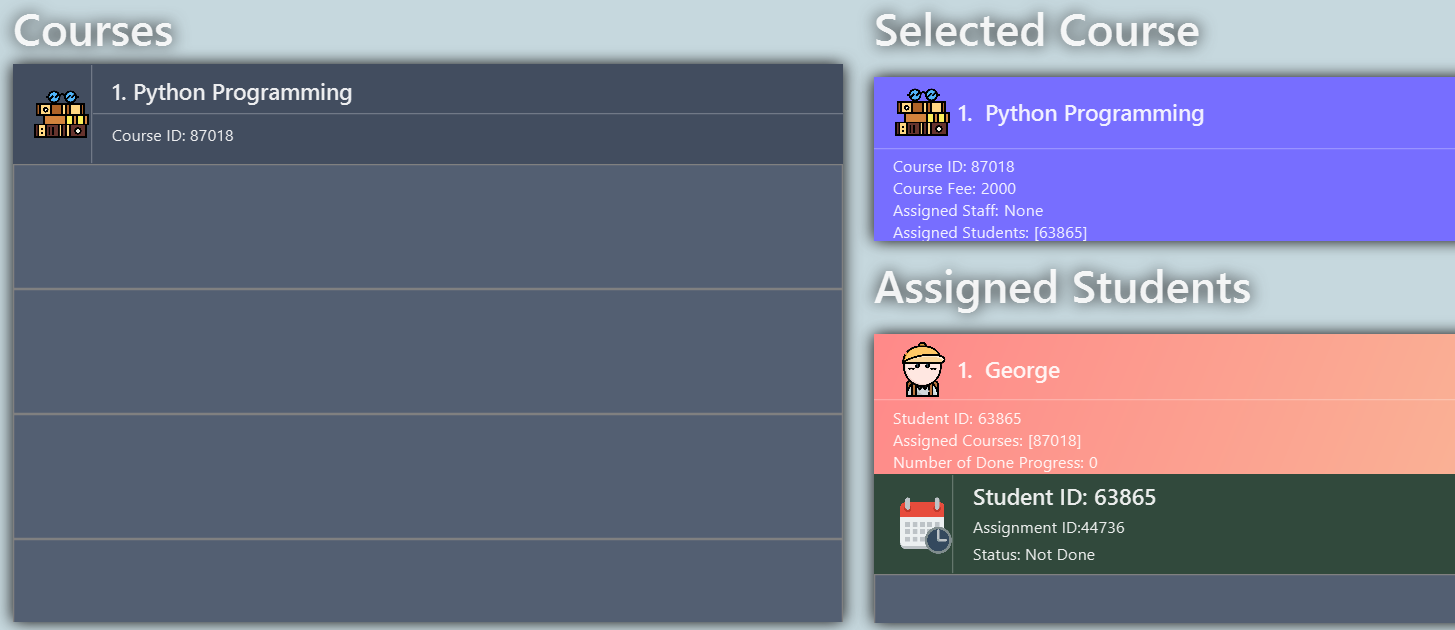 Courses
1. Python Programming
Course ID: 87018
Selected Course
1. Python Programming
Course ID: 87018
Course Fee: 2000
Assigned Staff: None
Assigned Students: [63865]
Assigned Students
1. George
Student ID: 63865
Assigned Courses: [87018]
Number of Done Progress: 0
Student ID: 63865
Assignment ID:44736
Status: Not Done